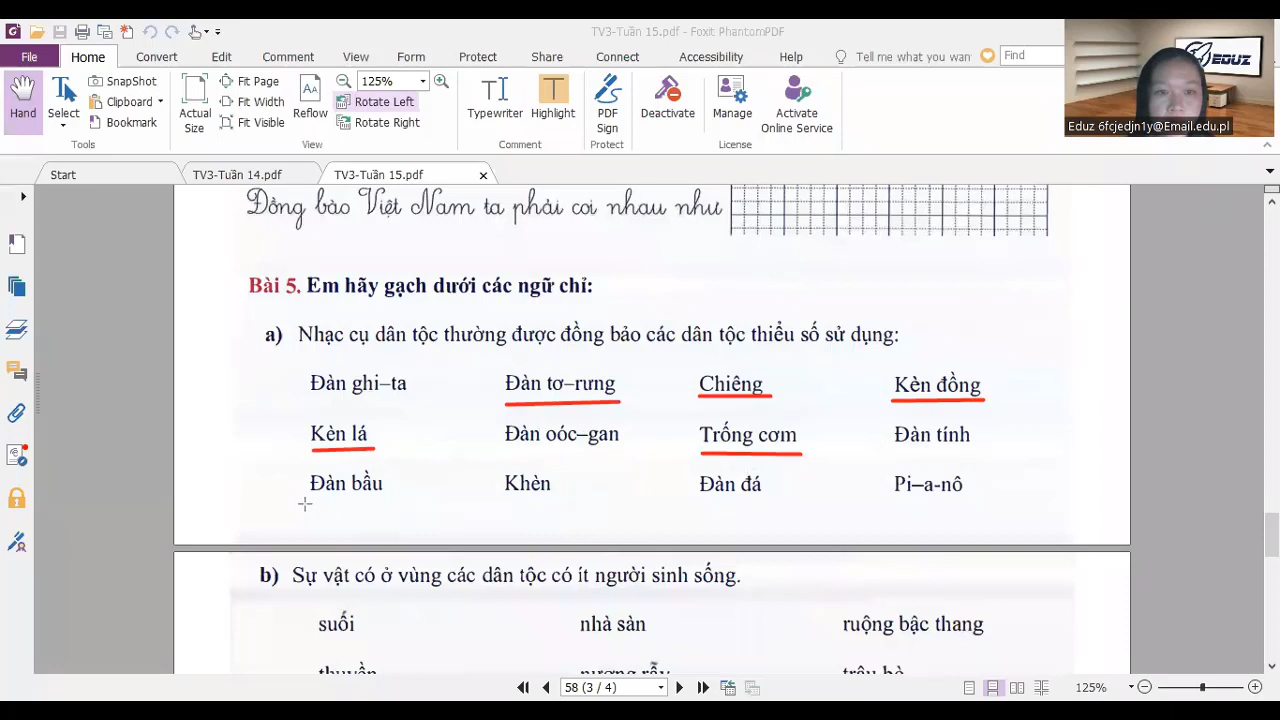 TV3-Tuần 15.pdf - Foxit PhantomPDF
File Home Convert Edit Comment View Form Protect Share Connect Accessibility Help Tell me what you want Find
Hand Select SnapShot Clipboard Bookmark Actual Size Fit Page Fit Width Fit Visible Reflow 125% Rotate Left Rotate Right Typewriter Highlight PDF Sign Deactivate Manage Activate Online Service
Tools View Comment Protect License
EDUZ
Eduz 6fcjedjn1y@Email.edu.pl
Start TV3-Tuần 14.pdf TV3-Tuần 15.pdf
Đồng bào Việt Nam ta phải coi nhau như
Bài 5. Em hãy gạch dưới các ngữ chỉ:
a) Nhạc cụ dân tộc thường được đồng bảo các dân tộc thiểu số sử dụng:
Đàn ghi–ta Đàn tơ–rưng Chiêng Kèn đồng
Kèn lá Đàn oóc–gan Trống cơm Đàn tính
Đàn bầu Khèn Đàn đá Pi–a-nô
b) Sự vật có ở vùng các dân tộc có ít người sinh sống.
suối nhà sàn ruộng bậc thang
thuyền nương rẫy trâu bò
58 (3 / 4) 125%